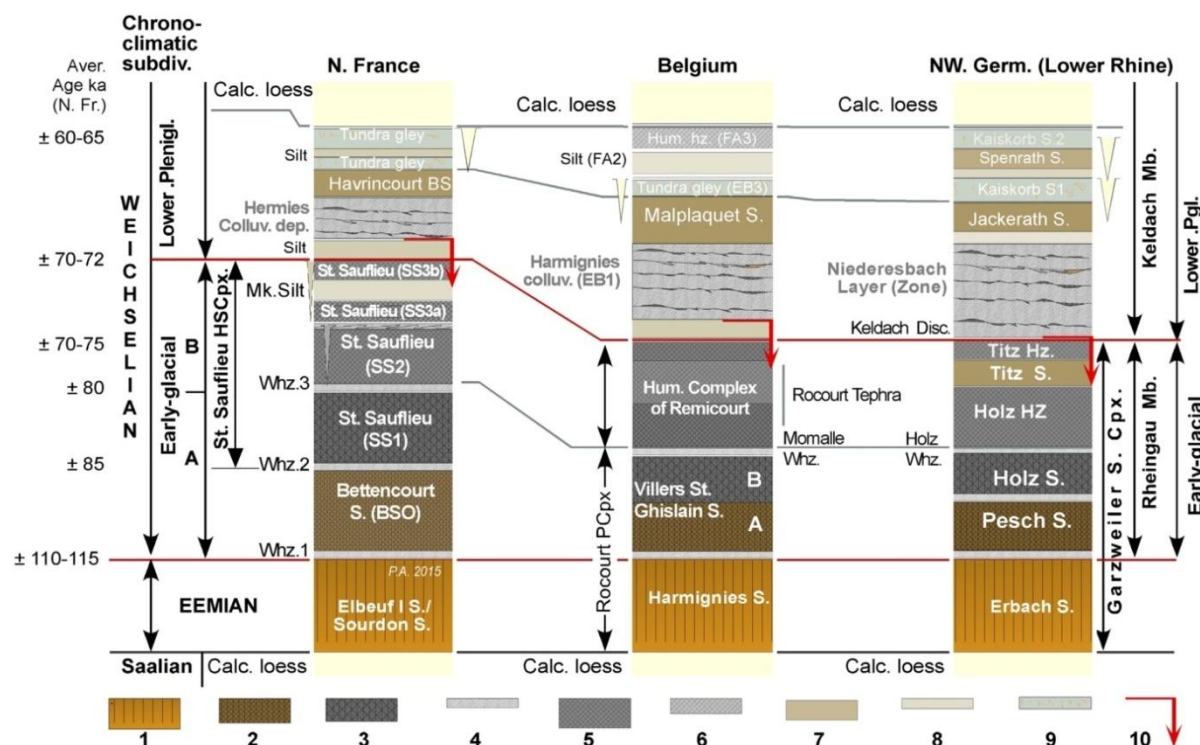 Chrono-
climatic
subdiv.
Aver.
Age ka
(N. Fr.)
N. France
Belgium
NW. Germ. (Lower Rhine)
Calc. loess
Calc. loess
Calc. loess
± 60-65
± 70-72
± 70-75
± 80
± 85
± 110-115
WEICHSELIAN
Lower .Plenigl.
Early-glacial
B
A
St. Sauflieu HSCpx.
EEMIAN
Saalian
Calc. loess
Silt
Hermies
Colluv. dep.
Silt
Mk.Silt
Whz.3
Whz.2
Whz.1
Tundra gley
Tundra gley
Havrincourt BS
St. Sauflieu (SS3b)
St. Sauflieu (SS3a)
St. Sauflieu
(SS2)
St. Sauflieu
(SS1)
Bettencourt
S. (BSO)
P.A. 2015
Elbeuf I S./
Sourdon S.
Silt (FA2)
Harmignies
colluv. (EB1)
Rocourt PCpx
Calc. loess
Hum. hz. (FA3)
Tundra gley (EB3)
Malplaquet S.
Hum. Complex
of Remicourt
Villers St.
Ghislain S.
B
A
Harmignies S.
Niederesbach
Layer (Zone)
Keldach Disc.
Rocourt Tephra
Momalle
Whz.
Holz
Whz.
Calc. loess
Kaiskorb S.2
Spenrath S.
Kaiskorb S1
Jackerath S.
Titz Hz.
Titz S.
Holz HZ
Holz S.
Pesch S.
Erbach S.
Keldach Mb.
Lower .Pgl.
Garzweiler S. Cpx.
Rheingau Mb.
Early-glacial
1 2 3 4 5 6 7 8 9 10